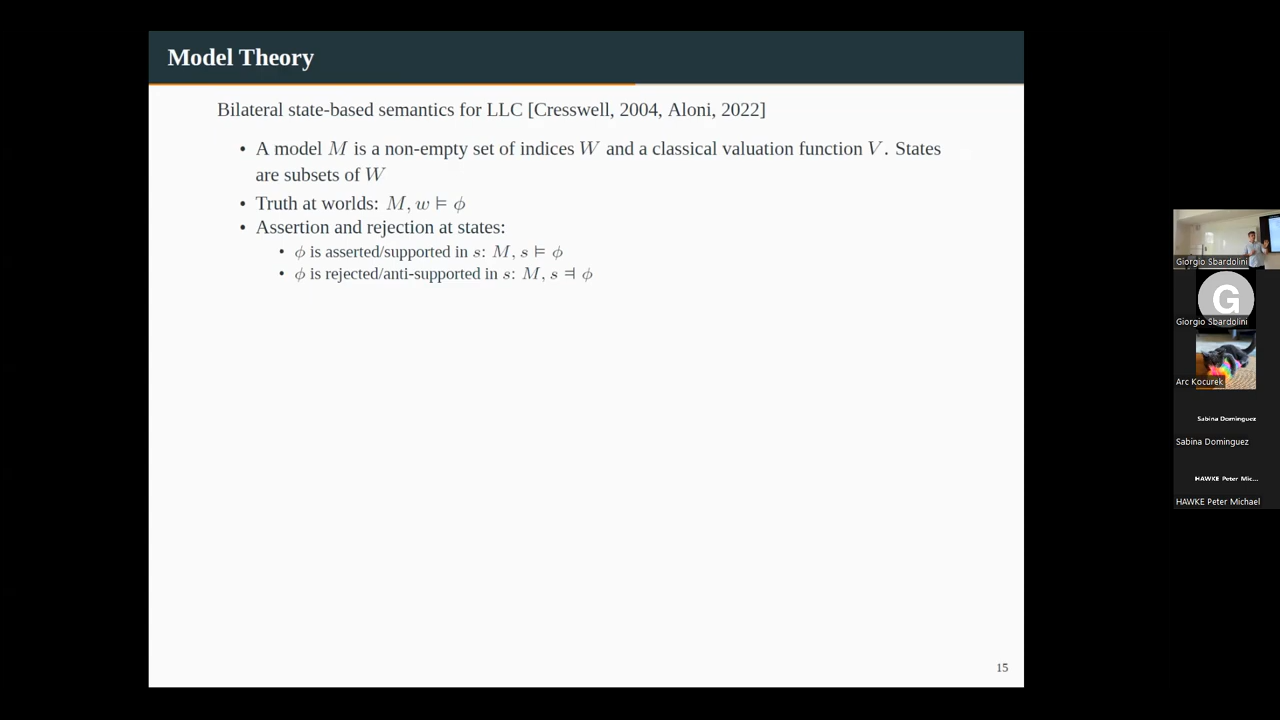 Model Theory
Bilateral state-based semantics for LLC [Cresswell, 2004, Aloni, 2022]
• A model M is a non-empty set of indices W and a classical valuation function V. States
are subsets of W
• Truth at worlds: M, w ⊨ ϕ
• Assertion and rejection at states:
• ϕ is asserted/supported in s: M, s ⊨ ϕ
• ϕ is rejected/anti-supported in s: M, s ⫤ ϕ
15
Giorgio Sbardolini
G
Giorgio Sbardolini
Arc Kocurek
Sabina Dominguez
Sabina Dominguez
HAWKE Peter Mic...
HAWKE Peter Michael